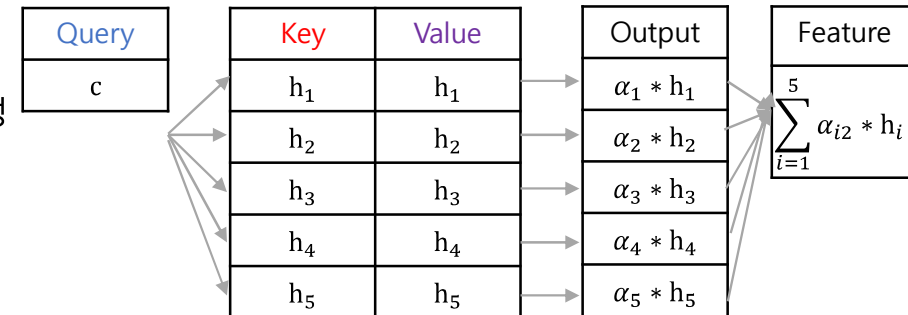 Query Key Value Output Feature
c
h₁ h₁ α₁ * h₁
h₂ h₂ α₂ * h₂
h₃ h₃ α₃ * h₃
h₄ h₄ α₄ * h₄
h₅ h₅ α₅ * h₅
5
∑ αᵢ₂ * hᵢ
i=1